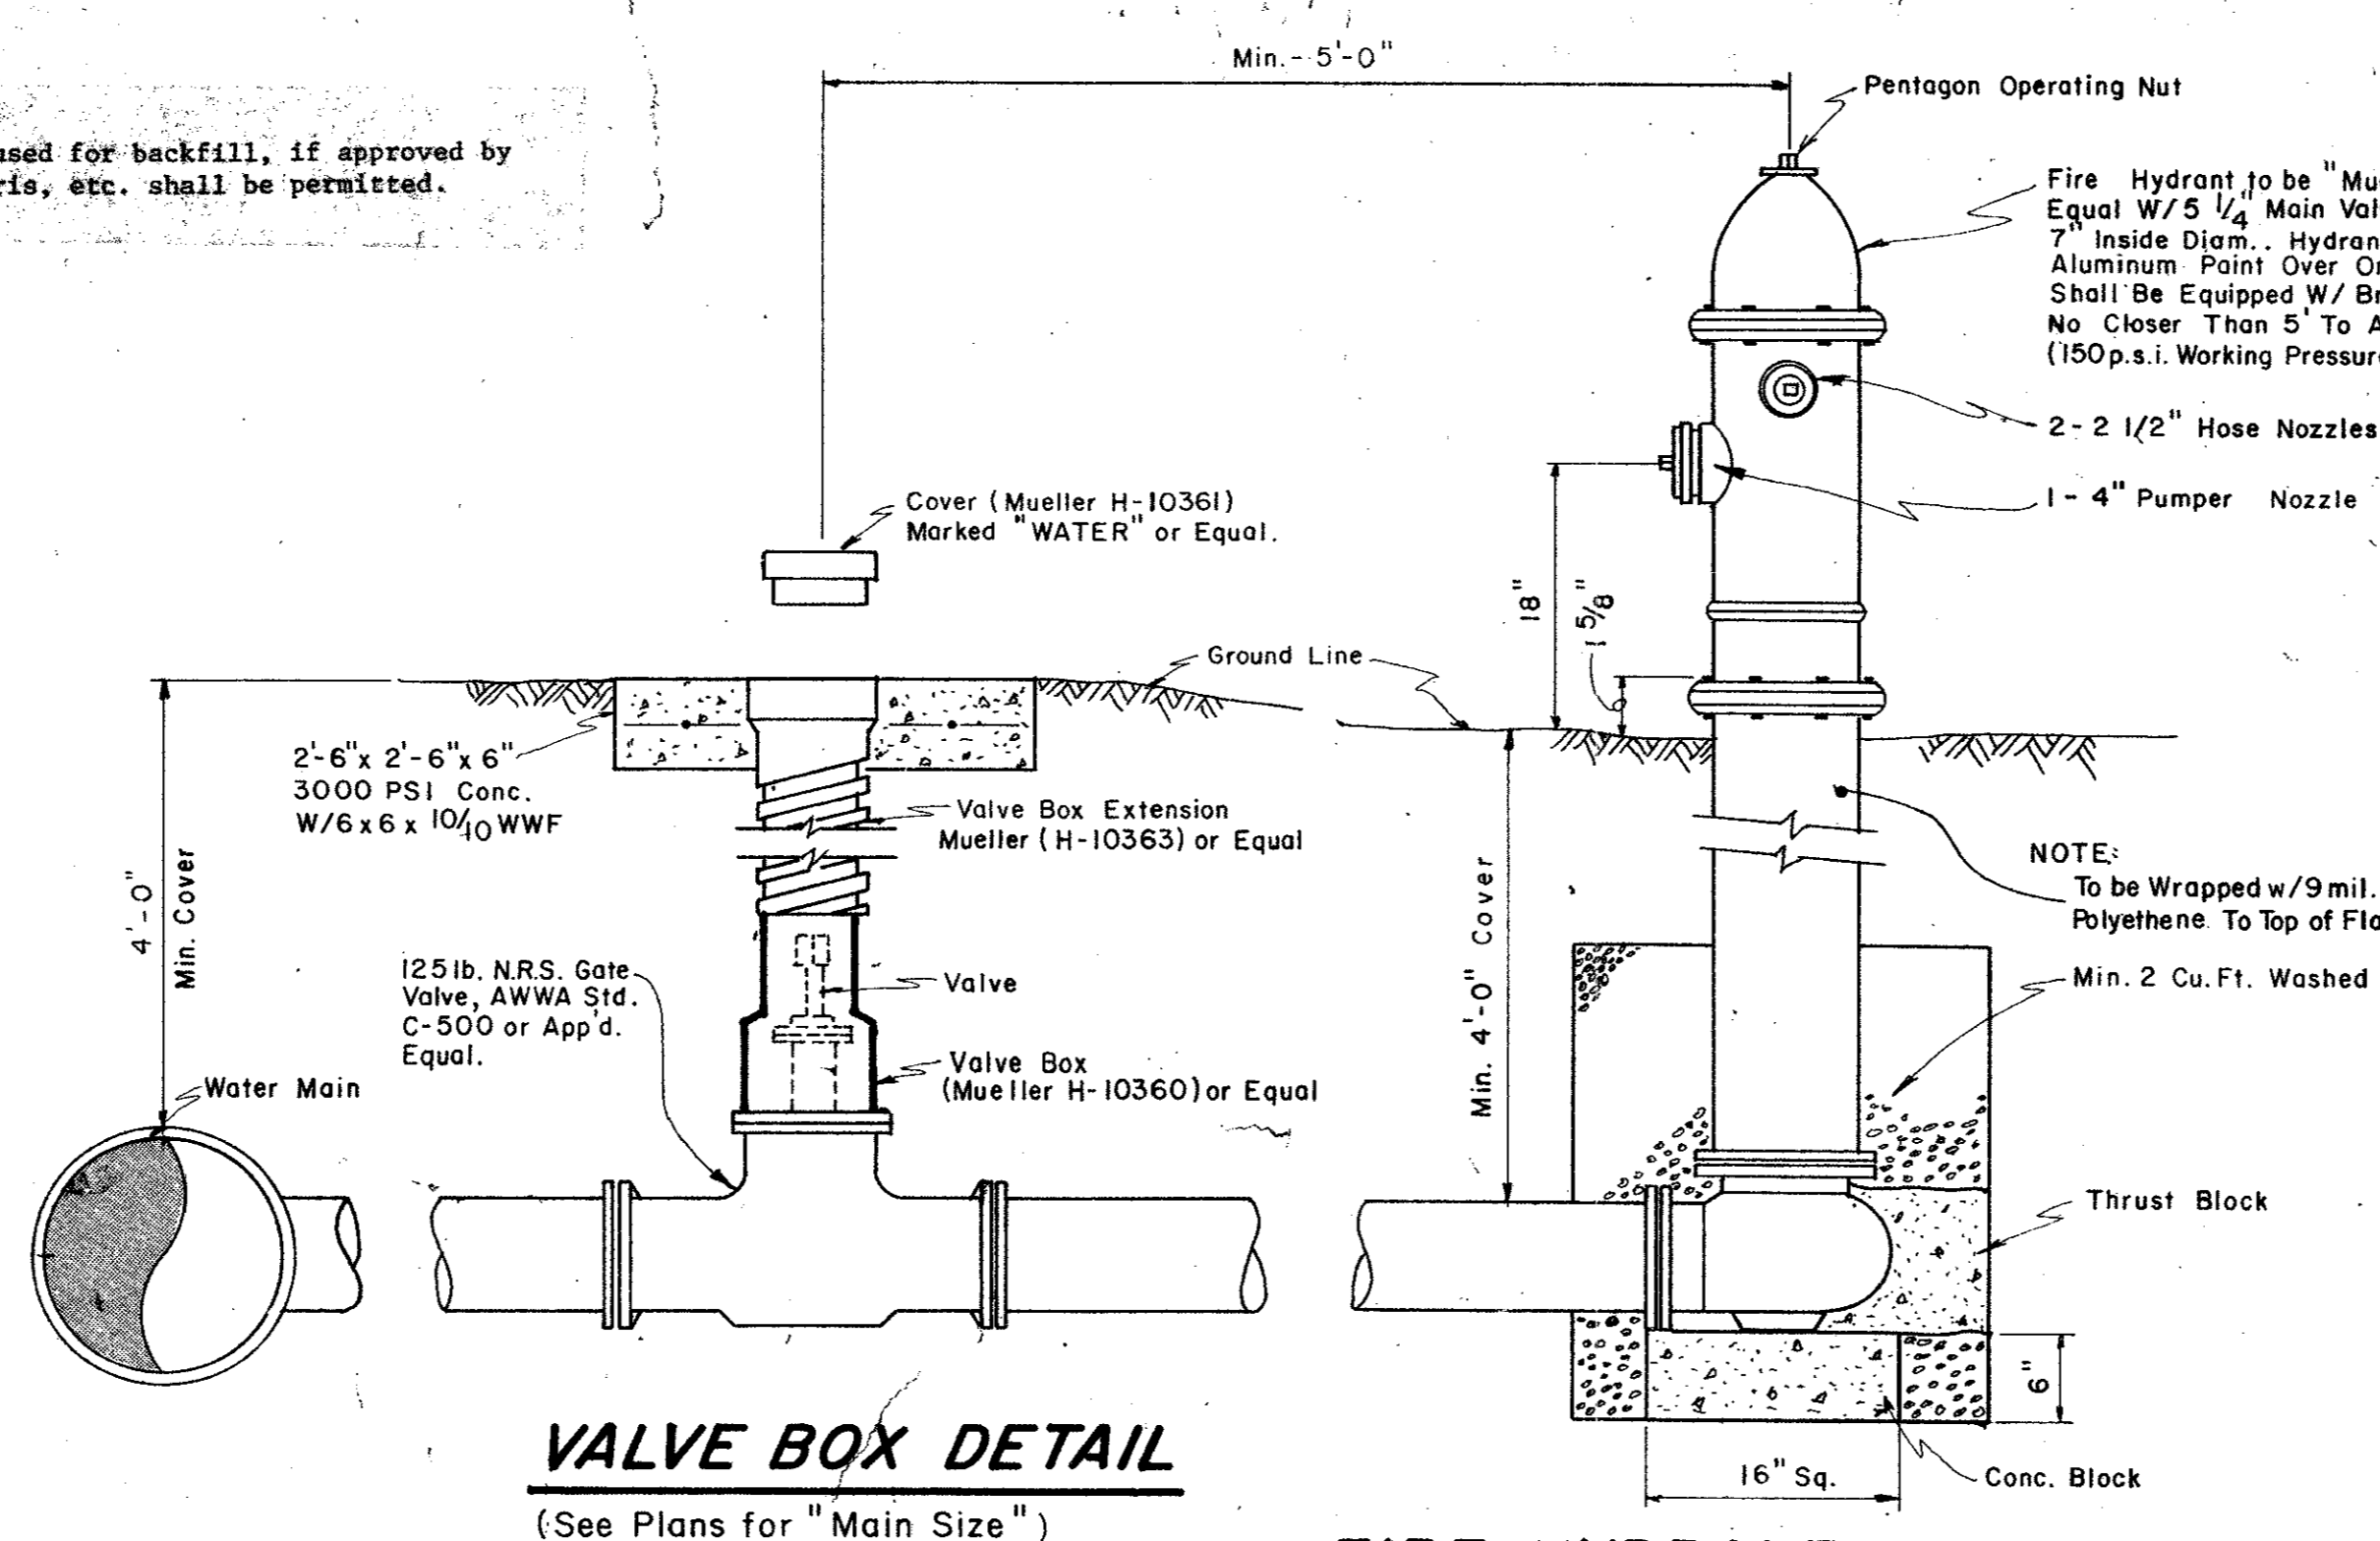 used for backfill, if approved by
etc. shall be permitted.
Min. - 5'-0"
Pentagon Operating Nut
Fire Hydrant to be "Mu
Equal W/5 1/4" Main Val
7" Inside Diam.. Hydran
Aluminum Paint Over Or
Shall Be Equipped W/ Br
No Closer Than 5' To A
(150 p.s.i. Working Pressure
2 - 2 1/2" Hose Nozzles
1 - 4" Pumper Nozzle
Cover (Mueller H-10361)
Marked "WATER" or Equal.
18"
1 5/8"
Ground Line
2'-6" x 2'-6" x 6"
3000 PSI Conc.
W/6 x 6 x 10/10 WWF
Valve Box Extension
Mueller (H-10363) or Equal
4'-0"
Min. Cover
Min. 4'-0" Cover
NOTE:
To be Wrapped w/9 mil.
Polyethene. To Top of Fla
125 lb. N.R.S. Gate
Valve, AWWA Std.
C-500 or App'd.
Equal.
Valve
Min. 2 Cu. Ft. Washed
Valve Box
(Mueller H-10360) or Equal
Water Main
Thrust Block
6"
16" Sq.
Conc. Block
VALVE BOX DETAIL
(See Plans for "Main Size")